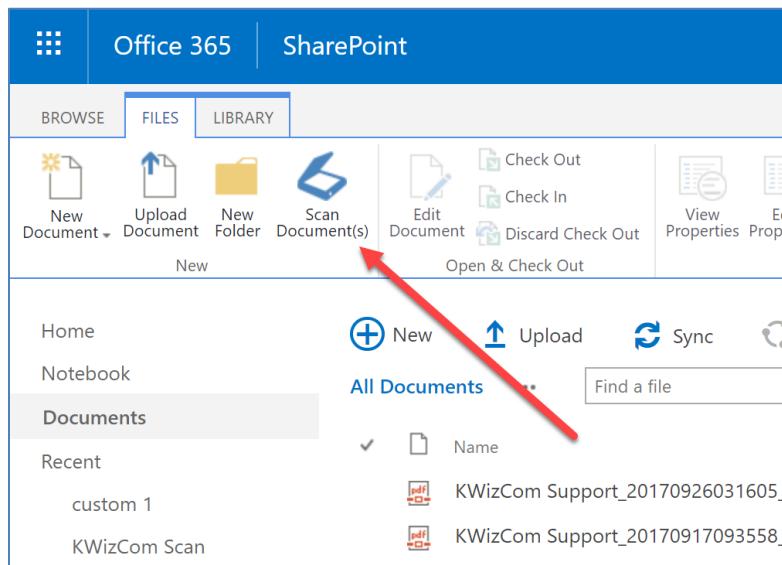 Office 365 SharePoint
BROWSE FILES LIBRARY
New
Document
Upload
Document
New
Folder
Scan
Document(s)
New
Edit
Document
Check Out
Check In
Discard Check Out
Open & Check Out
View
Properties
Home
Notebook
Documents
Recent
custom 1
KWizCom Scan
New Upload Sync
All Documents
Find a file
Name
pdf KWizCom Support_20170926031605_
pdf KWizCom Support_20170917093558_